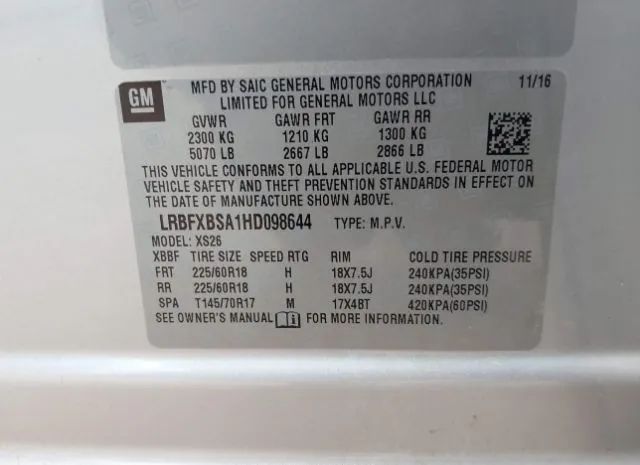 GM
MFD BY SAIC GENERAL MOTORS CORPORATION 11/16
LIMITED FOR GENERAL MOTORS LLC
GVWR GAWR FRT GAWR RR
2300 KG 1210 KG 1300 KG
5070 LB 2667 LB 2866 LB
THIS VEHICLE CONFORMS TO ALL APPLICABLE U.S. FEDERAL MOTOR
VEHICLE SAFETY AND THEFT PREVENTION STANDARDS IN EFFECT ON
THE DATE OF MANUFACTURE SHOWN ABOVE.
LRBFXBSA1HD098644 TYPE: M.P.V.
MODEL: XS26
XBBF TIRE SIZE SPEED RTG RIM COLD TIRE PRESSURE
FRT 225/60R18 H 18X7.5J 240KPA(35PSI)
RR 225/60R18 H 18X7.5J 240KPA(35PSI)
SPA T145/70R17 M 17X4BT 420KPA(60PSI)
SEE OWNER'S MANUAL FOR MORE INFORMATION.